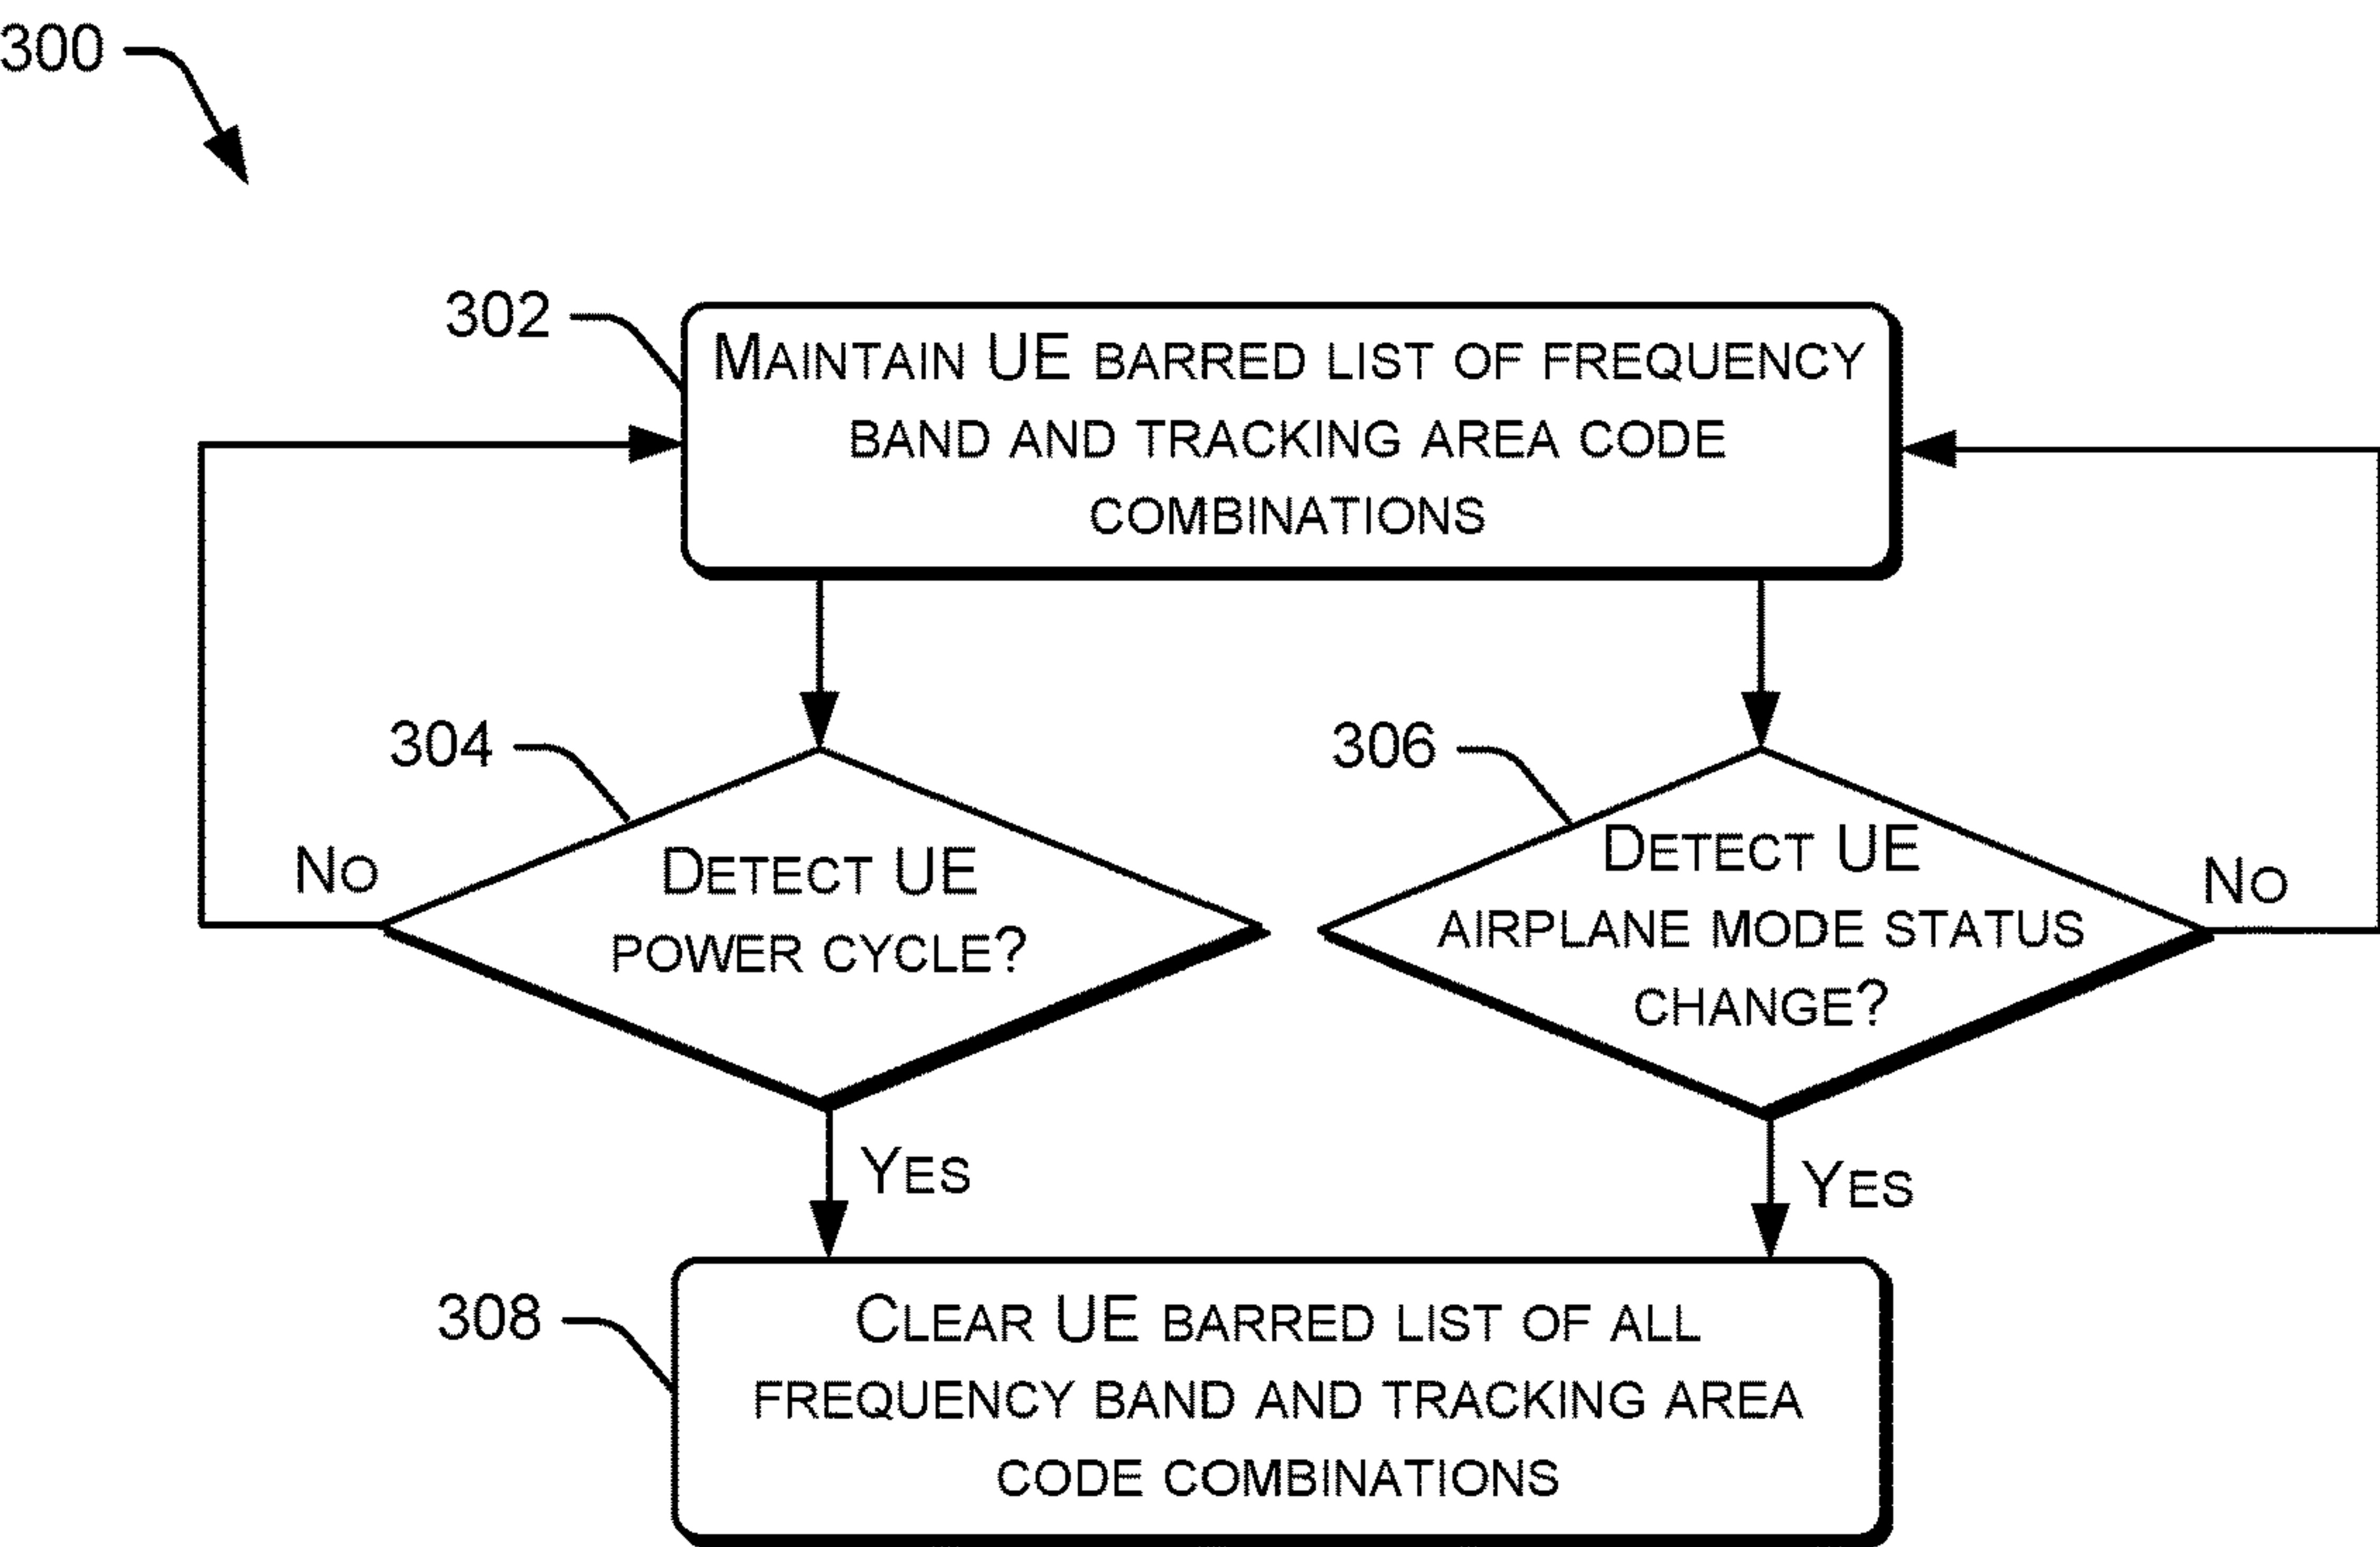 300
302
MAINTAIN UE BARRED LIST OF FREQUENCY
BAND AND TRACKING AREA CODE
COMBINATIONS
304
NO
DETECT UE
POWER CYCLE?
306
DETECT UE
AIRPLANE MODE STATUS
CHANGE?
NO
YES
YES
308
CLEAR UE BARRED LIST OF ALL
FREQUENCY BAND AND TRACKING AREA
CODE COMBINATIONS